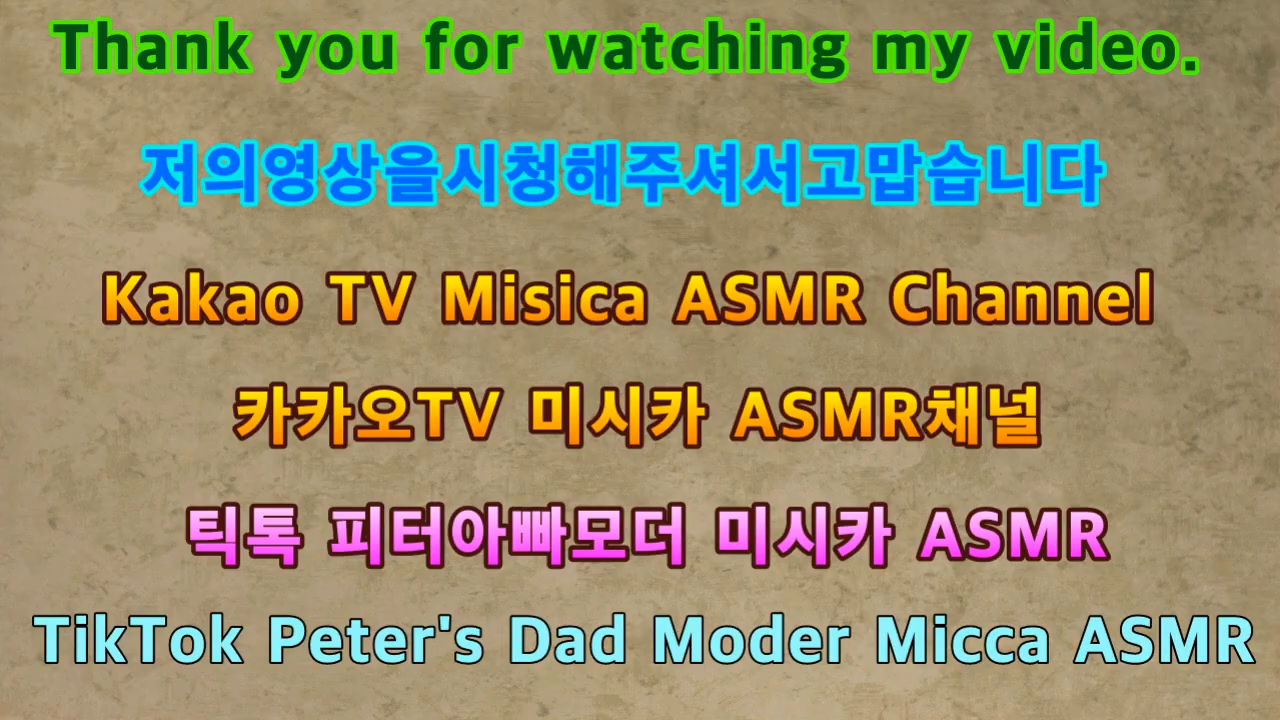 Thank you for watching my video.
저의영상을시청해주셔서고맙습니다
Kakao TV Misica ASMR Channel
카카오TV 미시카 ASMR채널
틱톡 피터아빠모더 미시카 ASMR
TikTok Peter's Dad Moder Micca ASMR